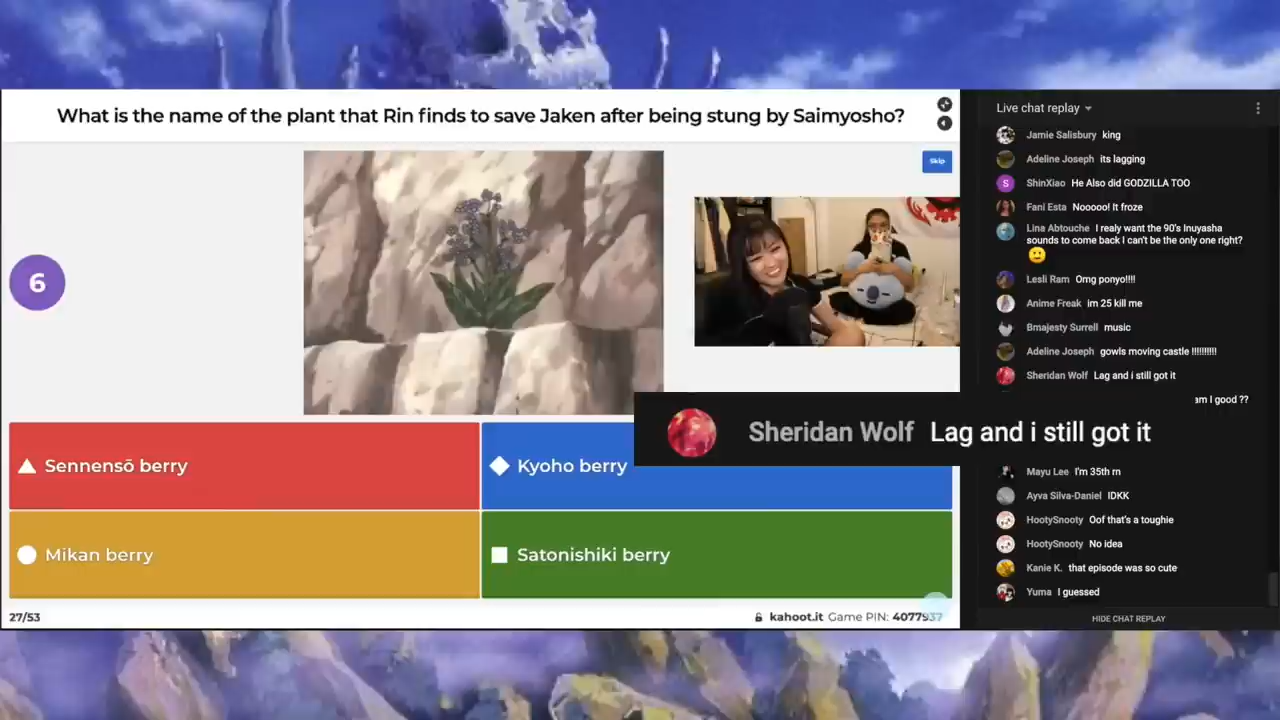 What is the name of the plant that Rin finds to save Jaken after being stung by Saimyosho?
Skip
6
Sennensō berry
Kyoho berry
Mikan berry
Satonishiki berry
27/53
kahoot.it Game PIN: 4077937
Live chat replay
Jamie Salisbury king
Adeline Joseph its lagging
S
ShinXiao He Also did GODZILLA TOO
Fani Esta Nooooo! It froze
Lina Abtouche I realy want the 90's Inuyasha
sounds to come back I can't be the only one right?
Lesli Ram Omg ponyo!!!!
Anime Freak im 25 kill me
Bmajesty Surrell music
Adeline Joseph gowls moving castle !!!!!!!!!!
Sheridan Wolf Lag and i still got it
am I good ??
Sheridan Wolf Lag and i still got it
Mayu Lee I'm 35th rn
Ayva Silva-Daniel IDKK
HootySnooty Oof that's a toughie
HootySnooty No idea
Kanie K. that episode was so cute
Yuma I guessed
HIDE CHAT REPLAY